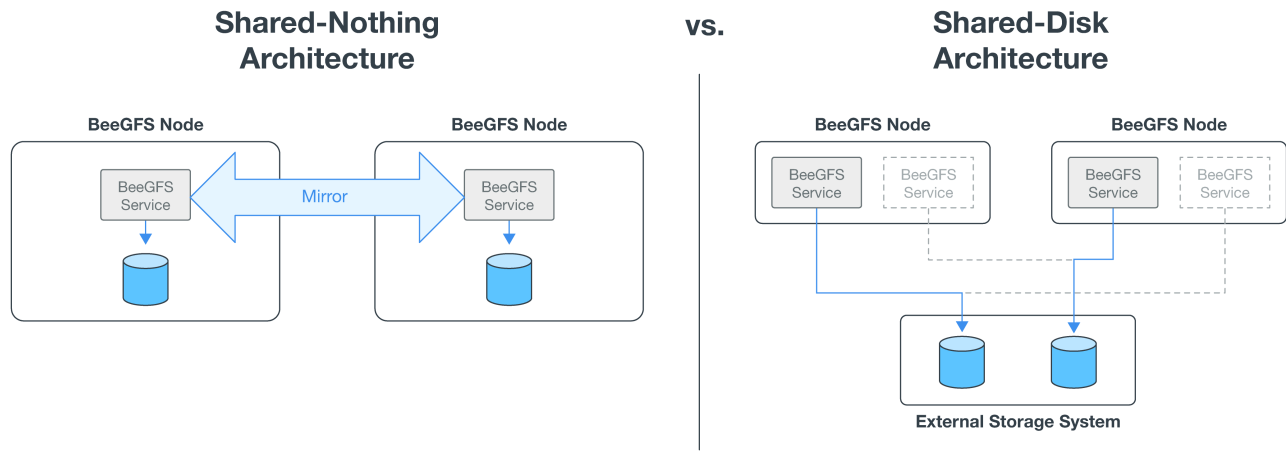 Shared-Nothing
Architecture
vs.
Shared-Disk
Architecture
BeeGFS Node
BeeGFS
Service
Mirror
BeeGFS Node
BeeGFS
Service
BeeGFS Node
BeeGFS
Service
BeeGFS
Service
BeeGFS Node
BeeGFS
Service
BeeGFS
Service
External Storage System